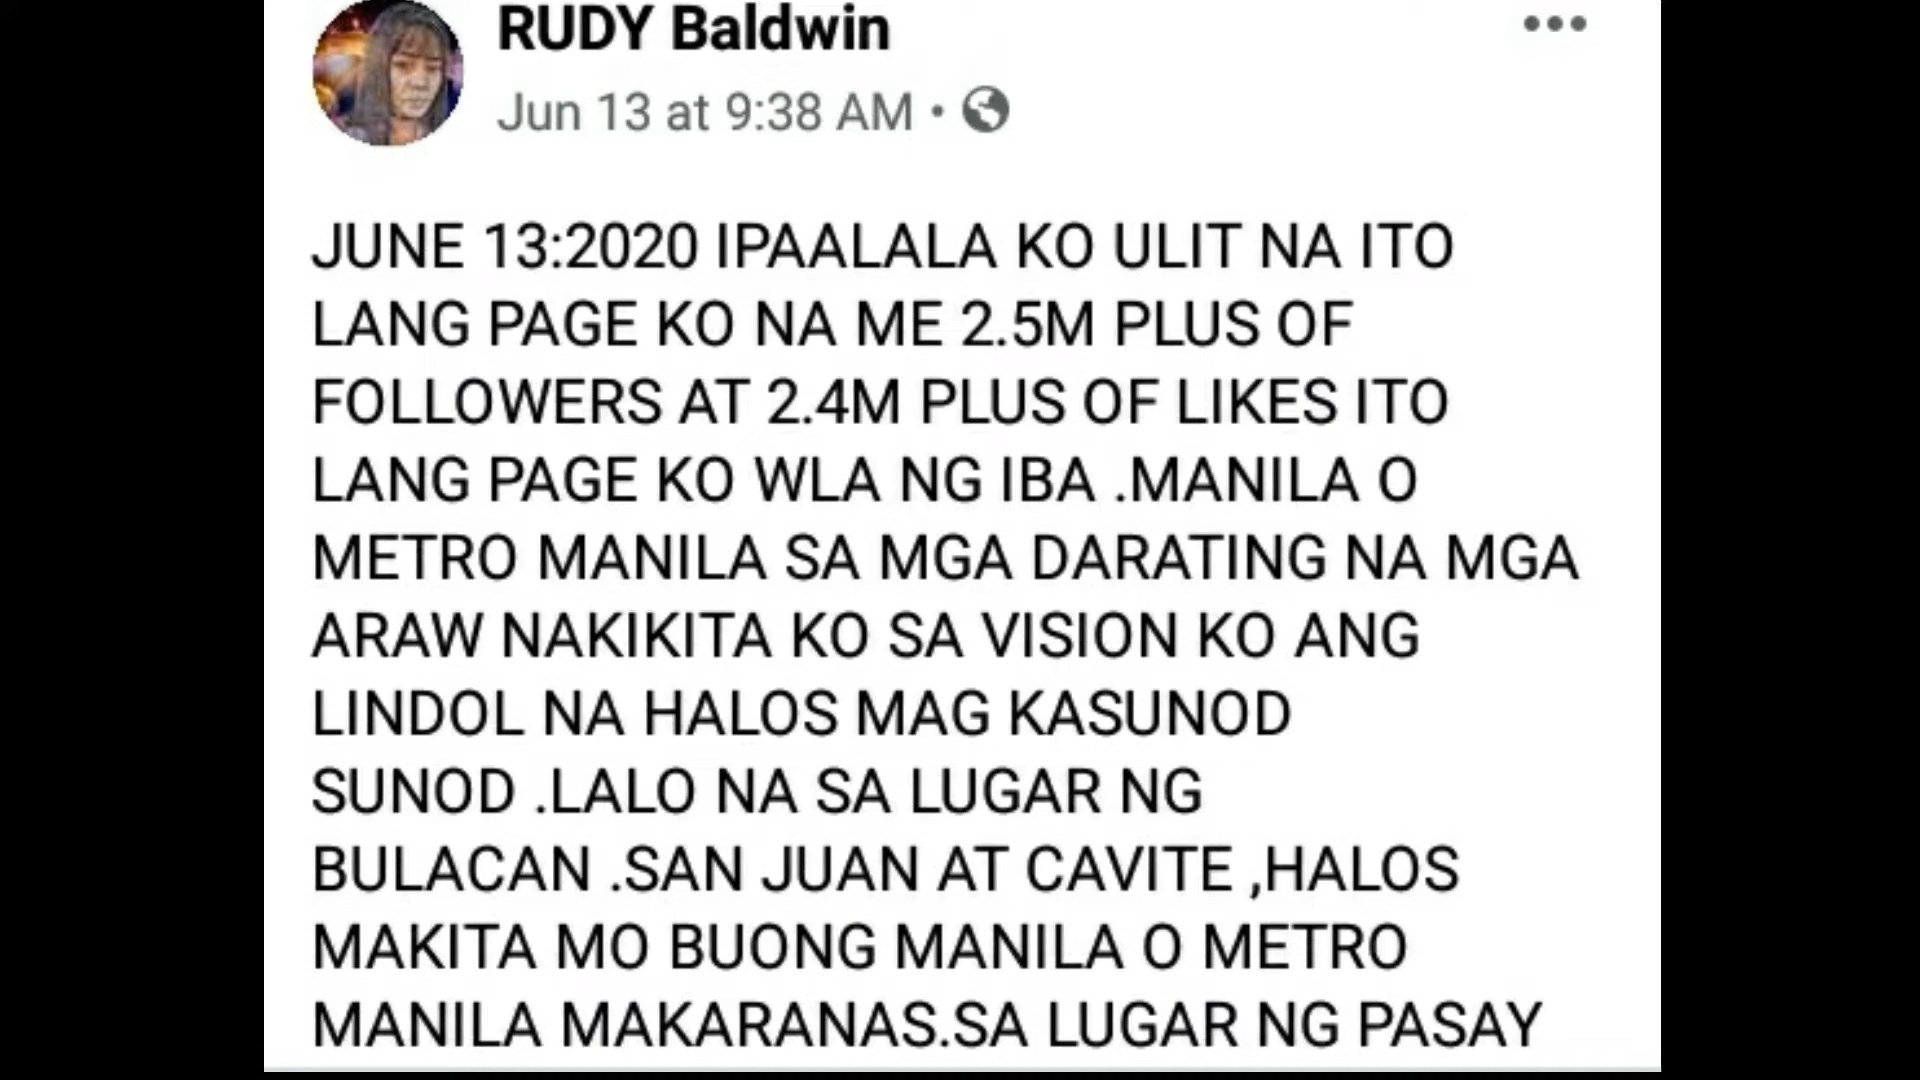 RUDY Baldwin
Jun 13 at 9:38 AM •
JUNE 13:2020 IPAALALA KO ULIT NA ITO
LANG PAGE KO NA ME 2.5M PLUS OF
FOLLOWERS AT 2.4M PLUS OF LIKES ITO
LANG PAGE KO WLA NG IBA .MANILA O
METRO MANILA SA MGA DARATING NA MGA
ARAW NAKIKITA KO SA VISION KO ANG
LINDOL NA HALOS MAG KASUNOD
SUNOD .LALO NA SA LUGAR NG
BULACAN .SAN JUAN AT CAVITE ,HALOS
MAKITA MO BUONG MANILA O METRO
MANILA MAKARANAS.SA LUGAR NG PASAY